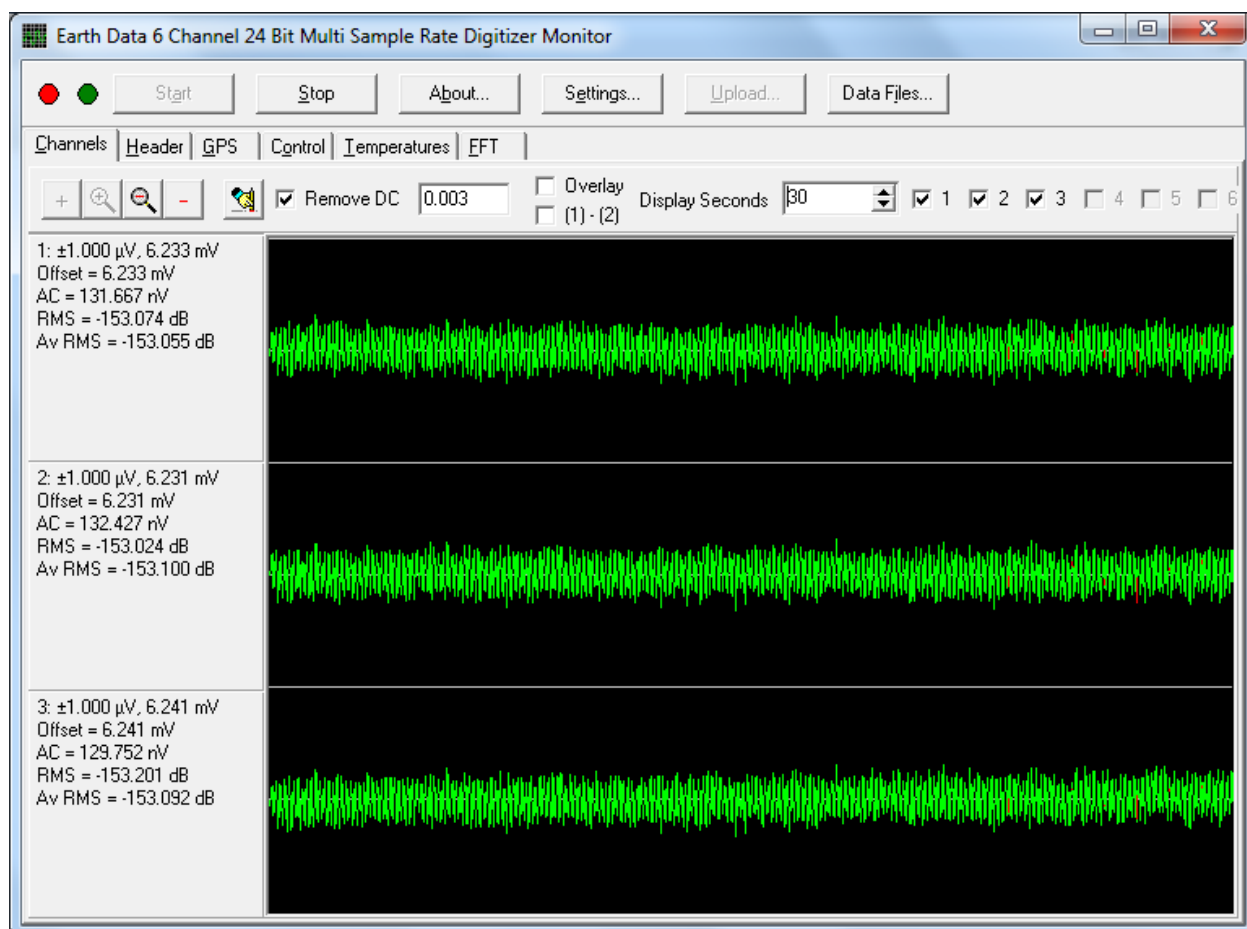 Earth Data 6 Channel 24 Bit Multi Sample Rate Digitizer Monitor
Start Stop About... Settings... Upload... Data Files...
Channels Header GPS Control Temperatures FFT
+ - Remove DC 0.003 Overlay Display Seconds 30 1 2 3 4 5 6
(1) - (2)
1: ±1.000 µV, 6.233 mV
Offset = 6.233 mV
AC = 131.667 nV
RMS = -153.074 dB
Av RMS = -153.055 dB
2: ±1.000 µV, 6.231 mV
Offset = 6.231 mV
AC = 132.427 nV
RMS = -153.024 dB
Av RMS = -153.100 dB
3: ±1.000 µV, 6.241 mV
Offset = 6.241 mV
AC = 129.752 nV
RMS = -153.201 dB
Av RMS = -153.092 dB